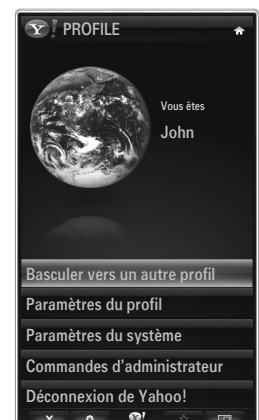 Y! PROFILE
Vous êtes
John
Basculer vers un autre profil
Paramètres du profil
Paramètres du système
Commandes d'administrateur
Déconnexion de Yahoo!
Y!